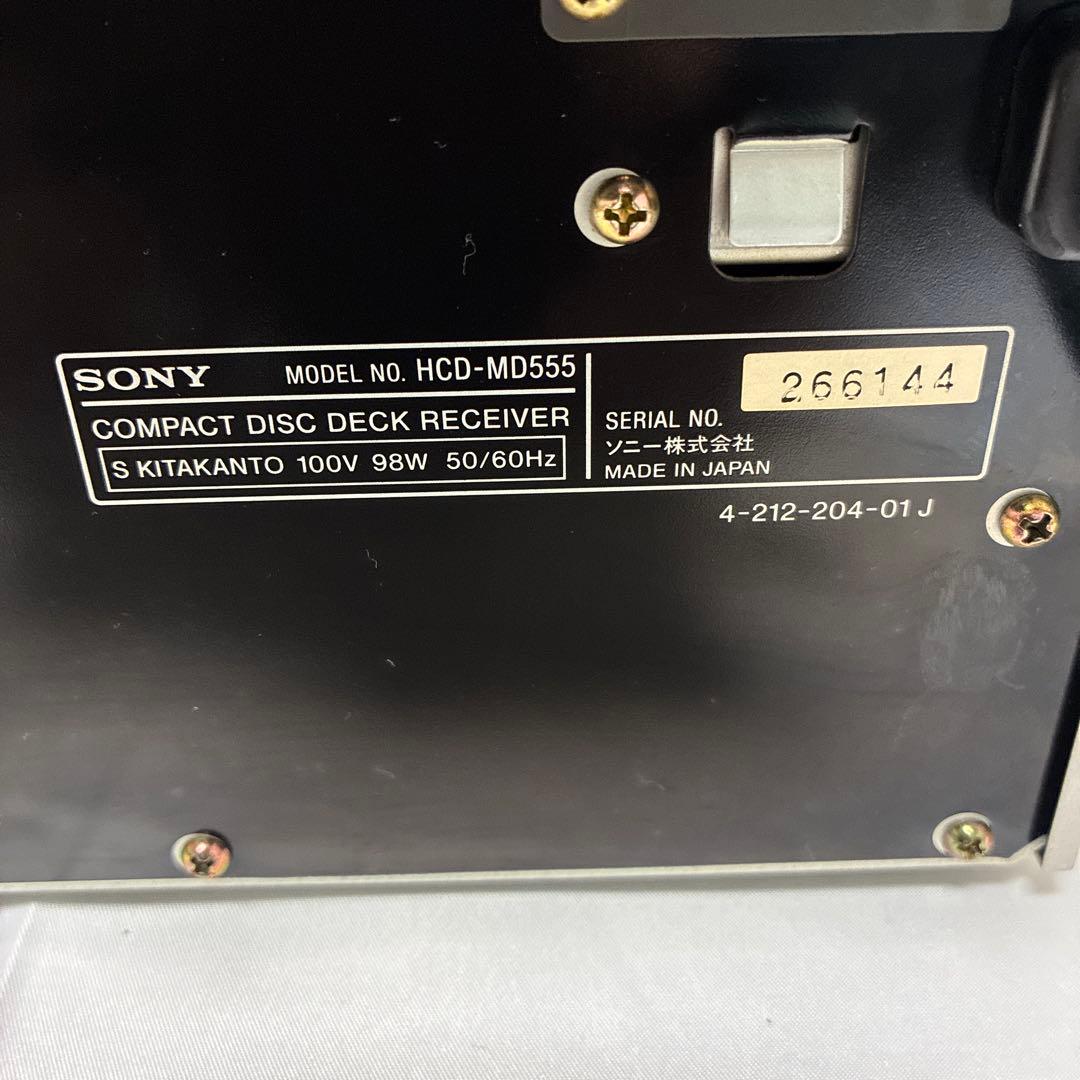 SONY MODEL NO. HCD-MD555
COMPACT DISC DECK RECEIVER
S KITAKANTO 100V 98W 50/60Hz
SERIAL NO. 266144
ソニー株式会社
MADE IN JAPAN
4-212-204-01 J